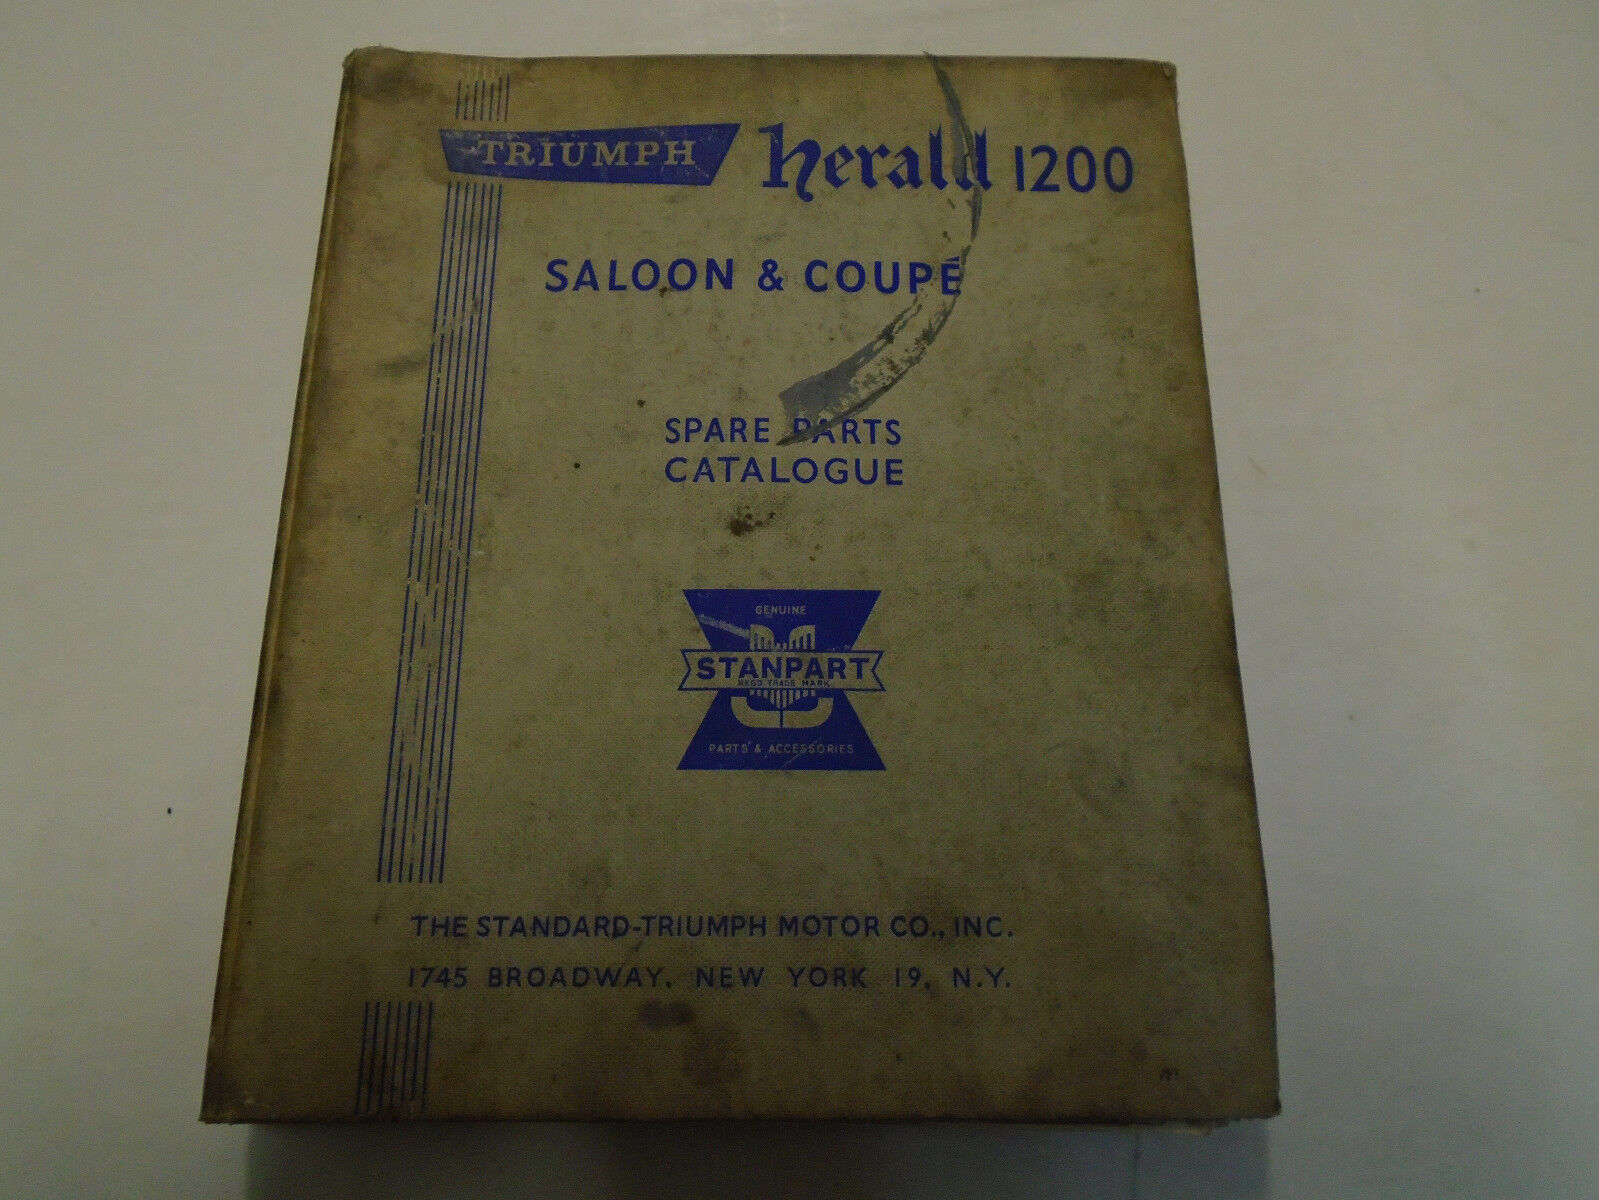 TRIUMPH herald 1200
SALOON & COUPÉ
SPARE PARTS
CATALOGUE
GENUINE
STANPART
REGD TRADE MARK
PARTS & ACCESSORIES
THE STANDARD-TRIUMPH MOTOR CO., INC.
1745 BROADWAY, NEW YORK 19, N.Y.